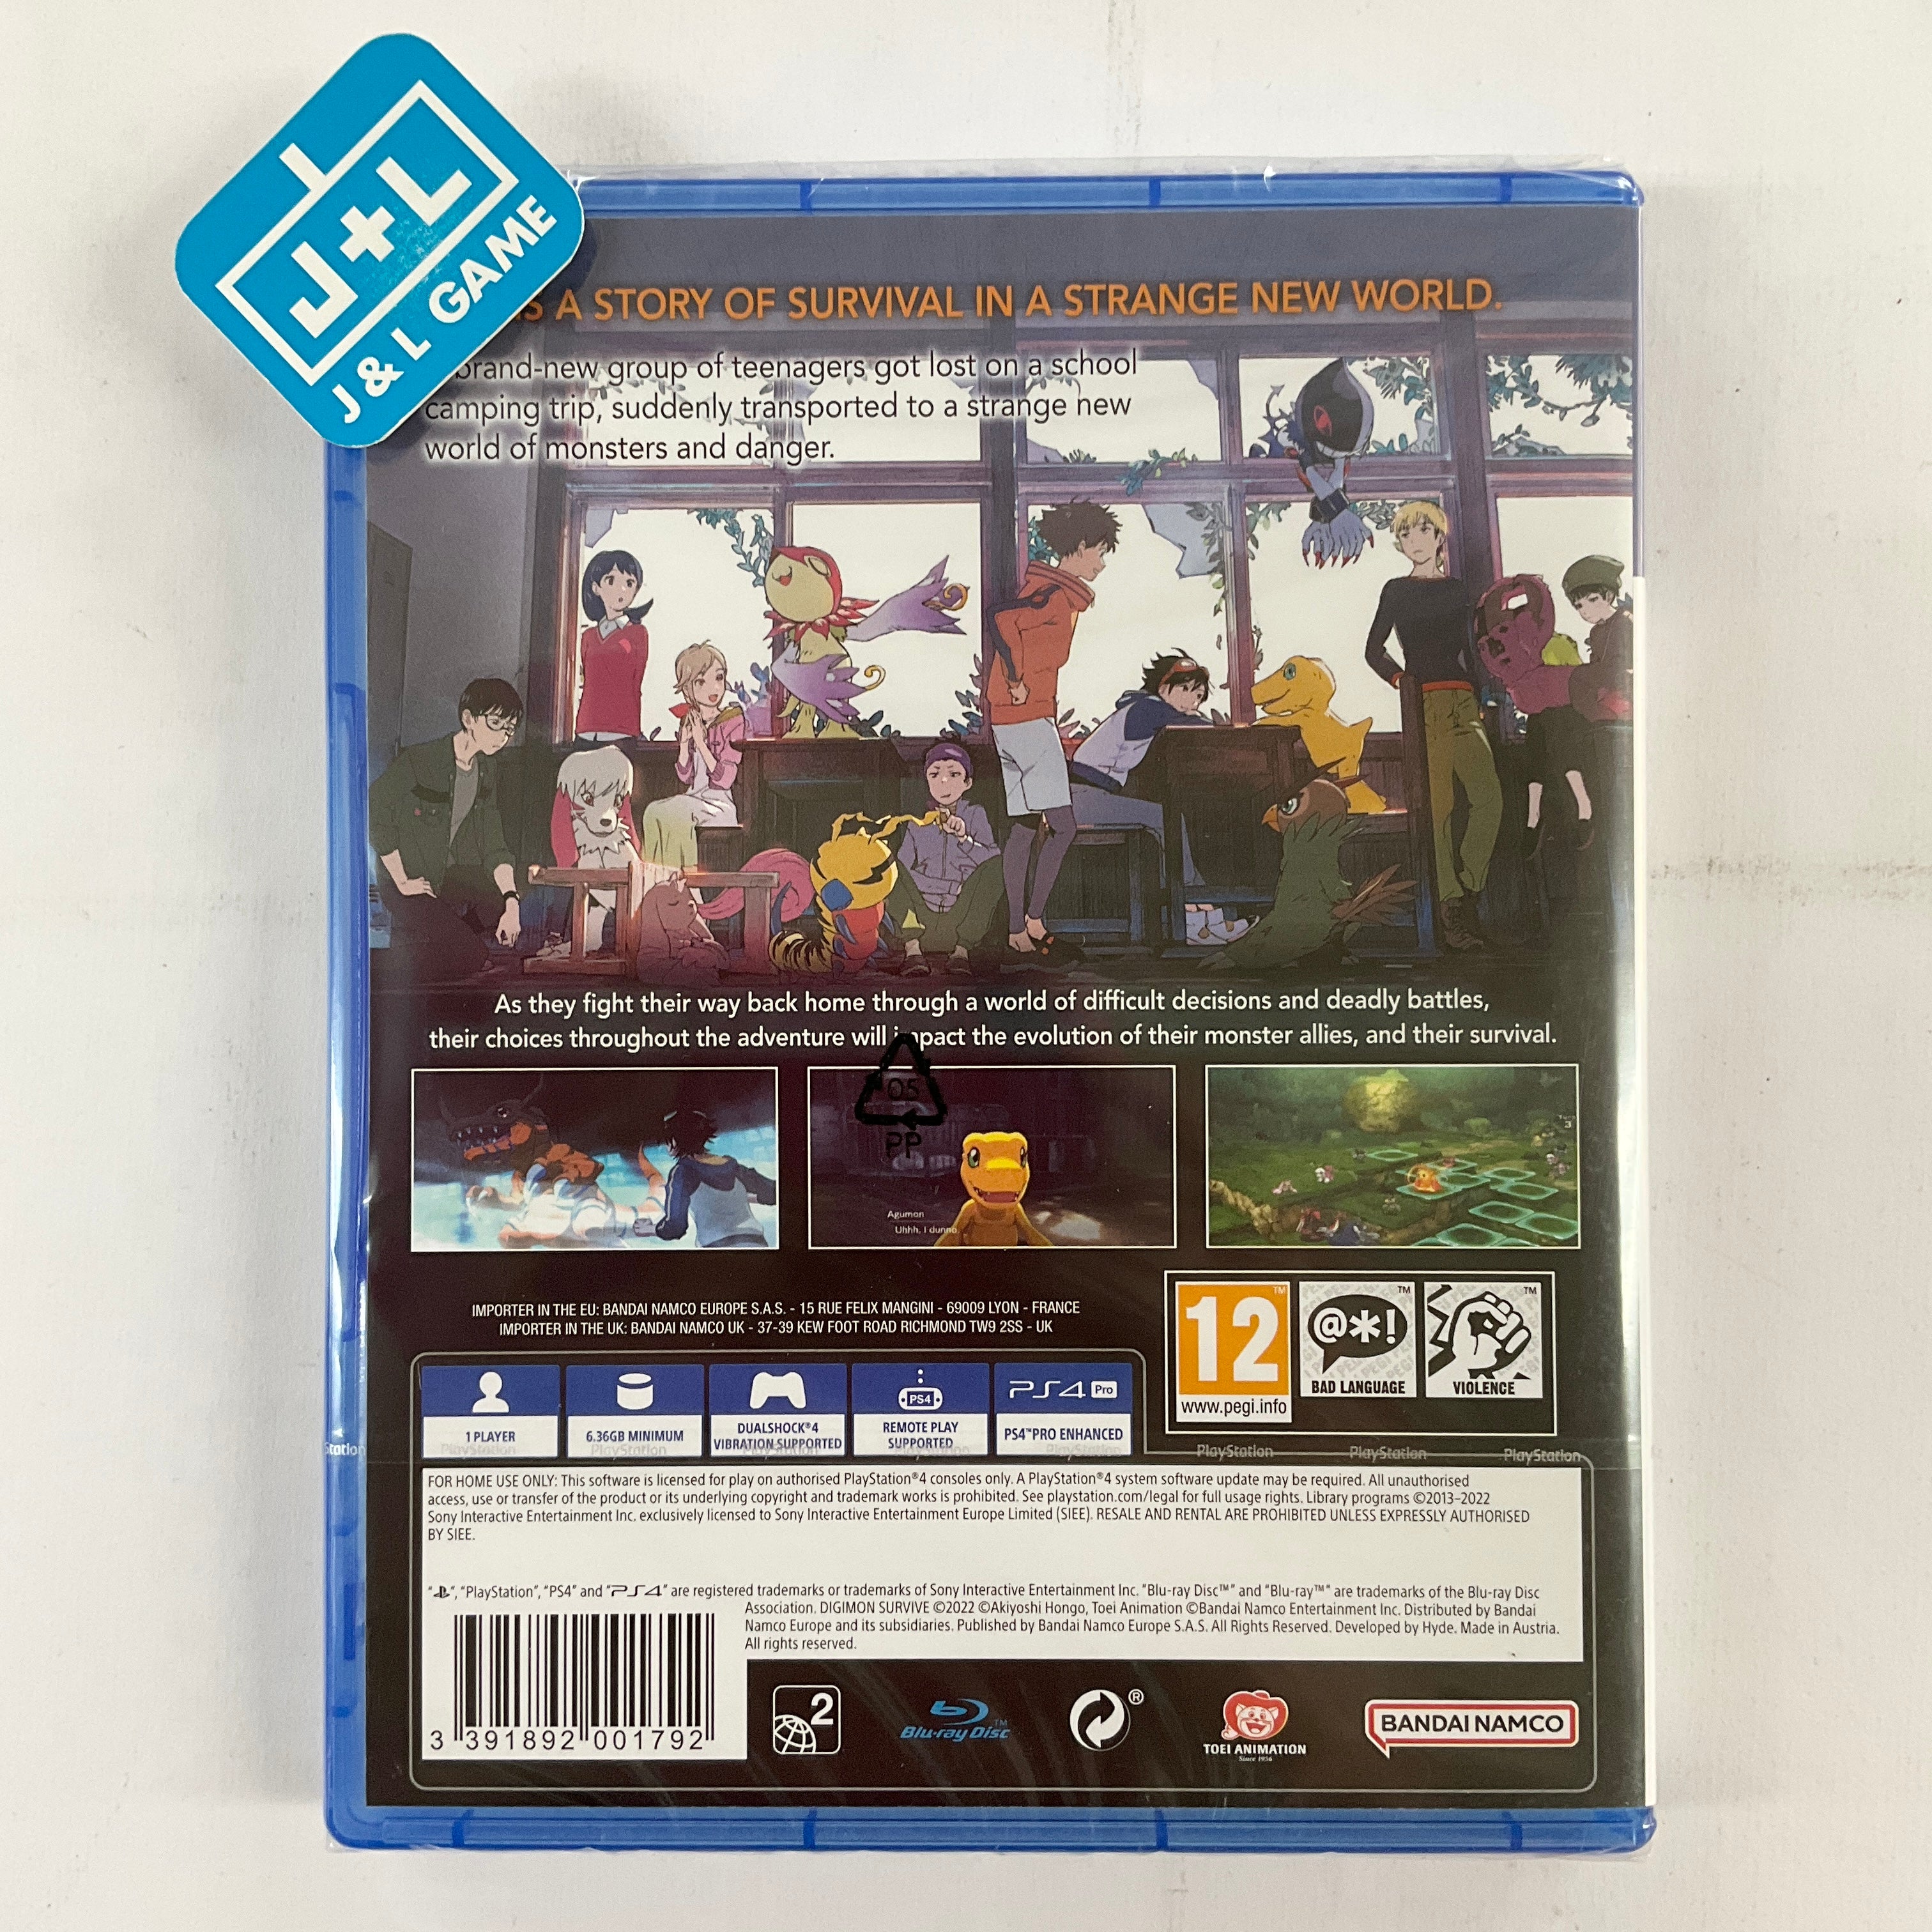 J+L
J & L GAME
A STORY OF SURVIVAL IN A STRANGE NEW WORLD.
brand-new group of teenagers got lost on a school
camping trip, suddenly transported to a strange new
world of monsters and danger.
As they fight their way back home through a world of difficult decisions and deadly battles,
their choices throughout the adventure will impact the evolution of their monster allies, and their survival.
05
PP
Agumon
Uhhh, I dunno.
IMPORTER IN THE EU: BANDAI NAMCO EUROPE S.A.S. - 15 RUE FELIX MANGINI - 69009 LYON - FRANCE
IMPORTER IN THE UK: BANDAI NAMCO UK - 37-39 KEW FOOT ROAD RICHMOND TW9 2SS - UK
12™
www.pegi.info
@*!™
BAD LANGUAGE
™
VIOLENCE
1 PLAYER
6.36GB MINIMUM
DUALSHOCK®4
VIBRATION SUPPORTED
PS4
REMOTE PLAY
SUPPORTED
PS4 Pro
PS4™PRO ENHANCED
Station PlayStation PlayStation PlayStation PlayStation PlayStation PlayStation PlayStation PlayStation
FOR HOME USE ONLY: This software is licensed for play on authorised PlayStation®4 consoles only. A PlayStation®4 system software update may be required. All unauthorised
access, use or transfer of the product or its underlying copyright and trademark works is prohibited. See playstation.com/legal for full usage rights. Library programs ©2013-2022
Sony Interactive Entertainment Inc. exclusively licensed to Sony Interactive Entertainment Europe Limited (SIEE). RESALE AND RENTAL ARE PROHIBITED UNLESS EXPRESSLY AUTHORISED
BY SIEE.
"", "PlayStation", "PS4" and "PS4" are registered trademarks or trademarks of Sony Interactive Entertainment Inc. "Blu-ray Disc™" and "Blu-ray™" are trademarks of the Blu-ray Disc
Association. DIGIMON SURVIVE ©2022 ©Akiyoshi Hongo, Toei Animation ©Bandai Namco Entertainment Inc. Distributed by Bandai
Namco Europe and its subsidiaries. Published by Bandai Namco Europe S.A.S. All Rights Reserved. Developed by Hyde. Made in Austria.
All rights reserved.
3 391892 001792
2
Blu-ray Disc™
®
TOEI ANIMATION
Since 1956
BANDAI NAMCO